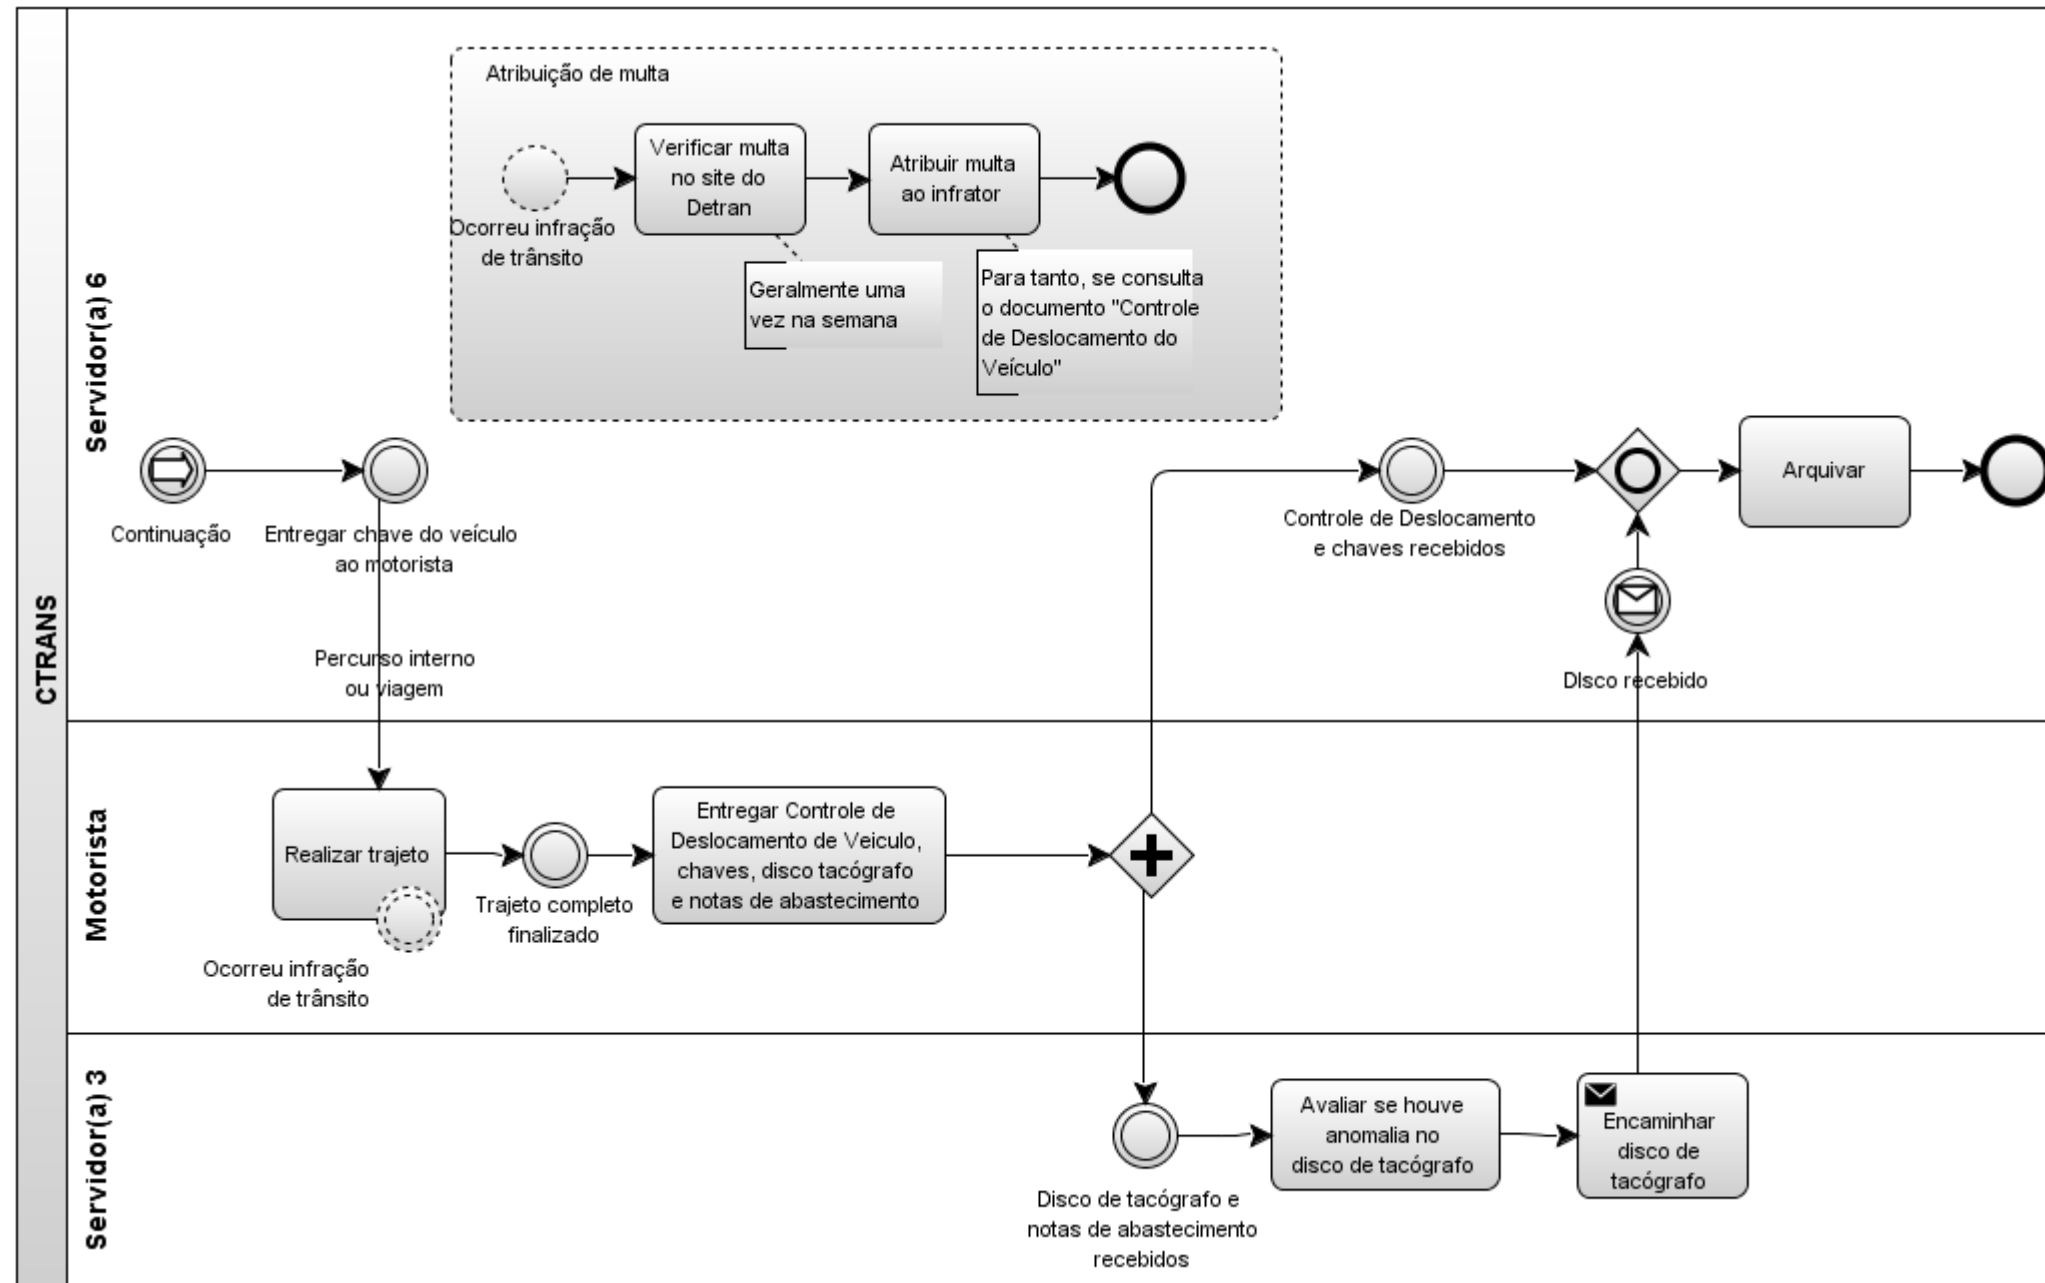 CTRANS
Servidor(a) 6
Atribuição de multa
Ocorreu infração
de trânsito
Verificar multa
no site do
Detran
Geralmente uma
vez na semana
Atribuir multa
ao infrator
Para tanto, se consulta
o documento "Controle
de Deslocamento do
Veículo"
Continuação
Entregar chave do veículo
ao motorista
Percurso interno
ou viagem
Controle de Deslocamento
e chaves recebidos
Arquivar
DIsco recebido
Motorista
Realizar trajeto
Ocorreu infração
de trânsito
Trajeto completo
finalizado
Entregar Controle de
Deslocamento de Veiculo,
chaves, disco tacógrafo
e notas de abastecimento
Servidor(a) 3
Disco de tacógrafo e
notas de abastecimento
recebidos
Avaliar se houve
anomalia no
disco de tacógrafo
Encaminhar
disco de
tacógrafo